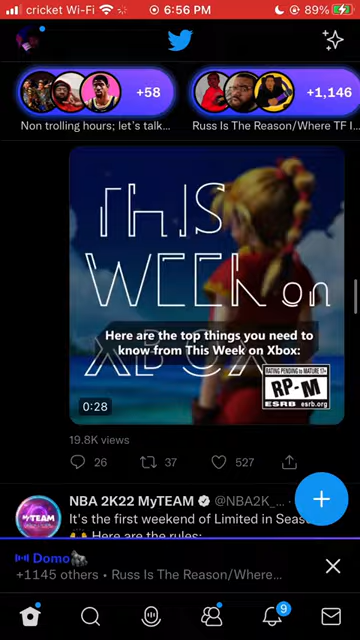 cricket Wi-Fi
6:56 PM
89%
+58
+1,146
Non trolling hours; let's talk...
Russ Is The Reason/Where TF I...
THIS
WEEK on
XBOX
Here are the top things you need to
know from This Week on Xbox:
RATING PENDING to MATURE 17+
RP-M
ESRB esrb.org
0:28
19.8K views
26
37
527
MyTEAM
NBA 2K22 MyTEAM @NBA2K_...
It's the first weekend of Limited in Seas
Here are the rules:
Domo
+1145 others • Russ Is The Reason/Where...
9